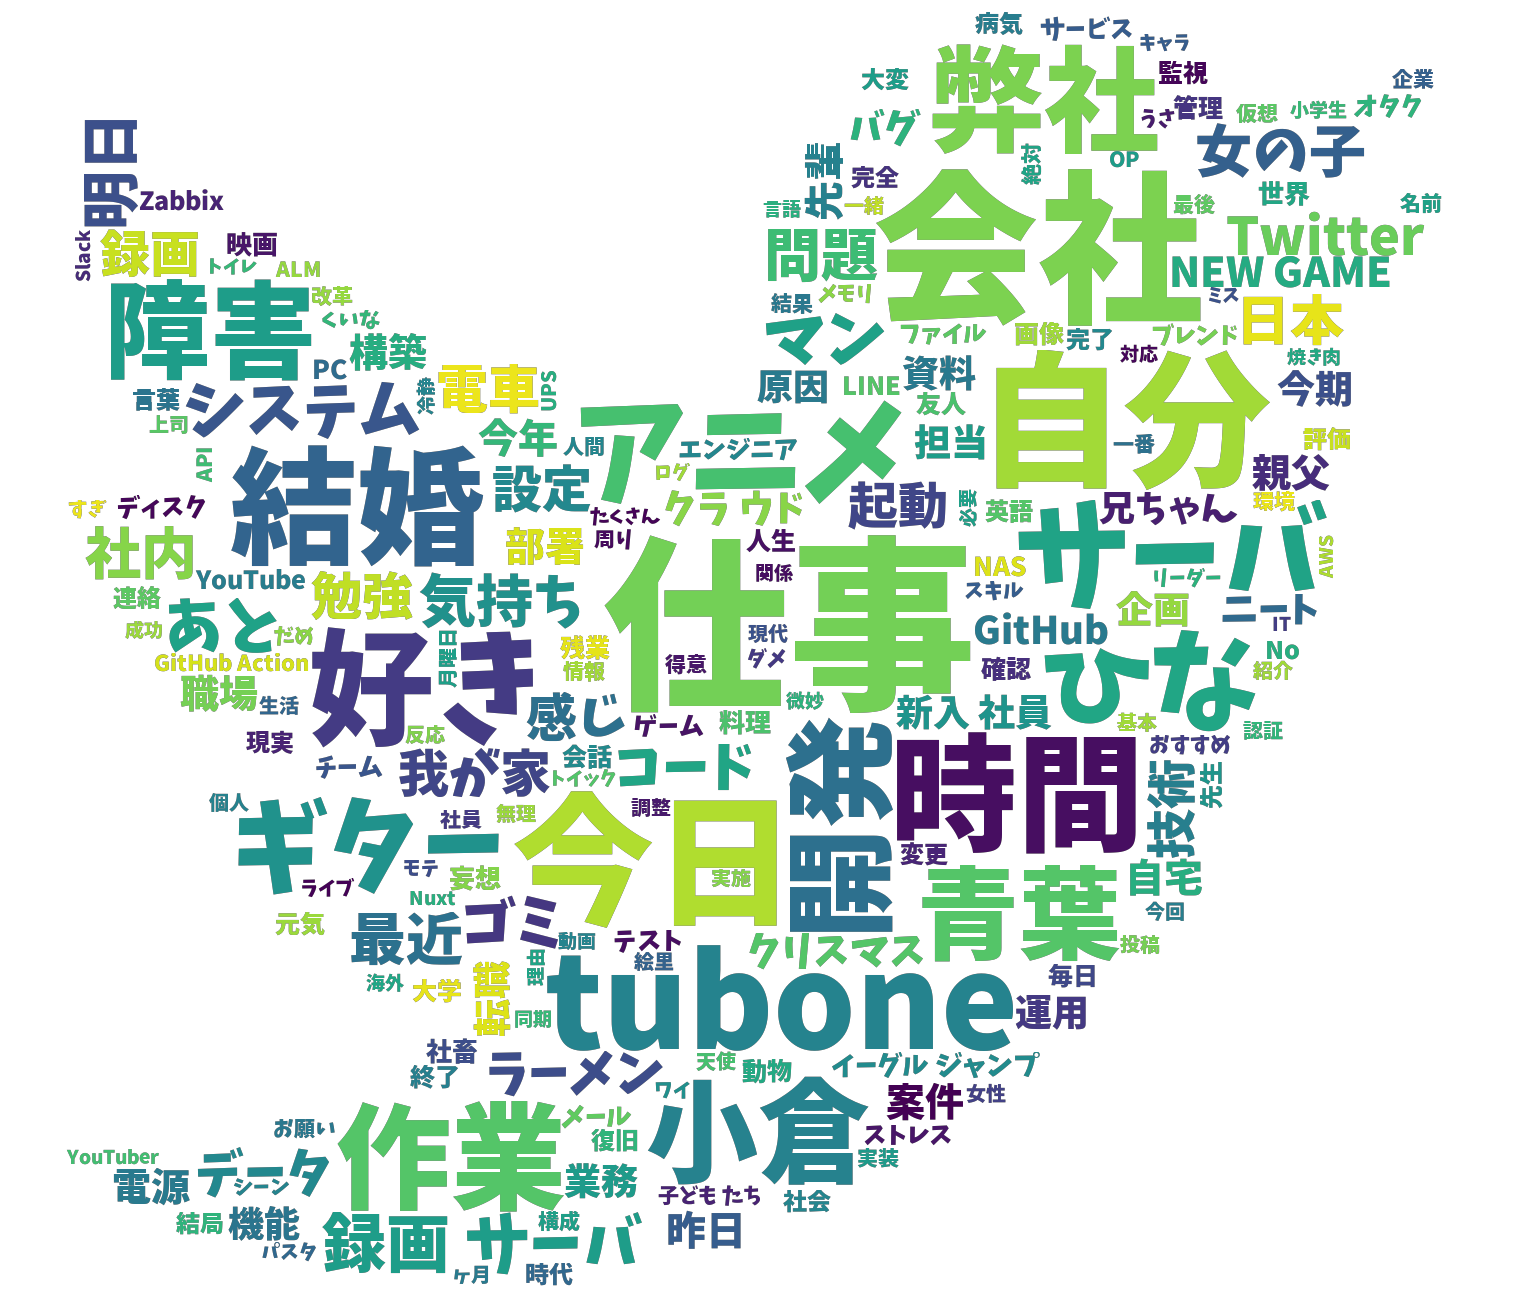 病気
サービス
キャラ
弊社
監視
大変
企業
管理
仮想
小学生
オタク
バグ
うさ
女の子
明日
先輩
絶対
OP
完全
会社
世界
Zabbix
言語
一緒
最後
名前
Slack
録画
映画
問題
Twitter
トイレ
ALM
NEW GAME
障害
改革
結果
メモリ
ミス
日本
くいな
マン
ファイル
画像
完了
ブレンド
構築
対応
焼き肉
PC
電車
UPS
原因
LINE
資料
自分
今期
言葉
システム
冷静
アニメ
友人
上司
今年
人間
エンジニア
担当
一番
評価
API
結婚
設定
ログ
親父
すき
ディスク
たくさん
クラウド
起動
必要
英語
兄ちゃん
環境
社内
部署
周り
仕事
人生
サーバ
AWS
YouTube
勉強
気持ち
関係
NAS
スキル
リーダー
連絡
企画
ニート
成功
あと
だめ
好き
月曜日
現代
GitHub
IT
GitHub Action
残業
情報
得意
ダメ
確認
ひな
No
紹介
職場
生活
感じ
ゲーム
料理
微妙
新入 社員
基本
認証
現実
反応
チーム
我が家
会話
トイック
コード
開発
時間
おすすめ
技術
先生
個人
ギター
社員
無理
今日
調整
変更
モテ
妄想
実施
ライブ
Nuxt
青葉
自宅
今回
元気
最近
ゴミ
動画
テスト
クリスマス
投稿
海外
大学
転職
理由
絵里
同期
tubone
毎日
運用
社畜
終了
ラーメン
天使
動物
イーグル ジャンプ
ワイ
小倉
案件
女性
お願い
作業
メール
復旧
ストレス
実装
YouTuber
電源
データ
シーン
業務
子ども たち
社会
結局
機能
パスタ
録画 サーバ
構成
昨日
ケ月
時代